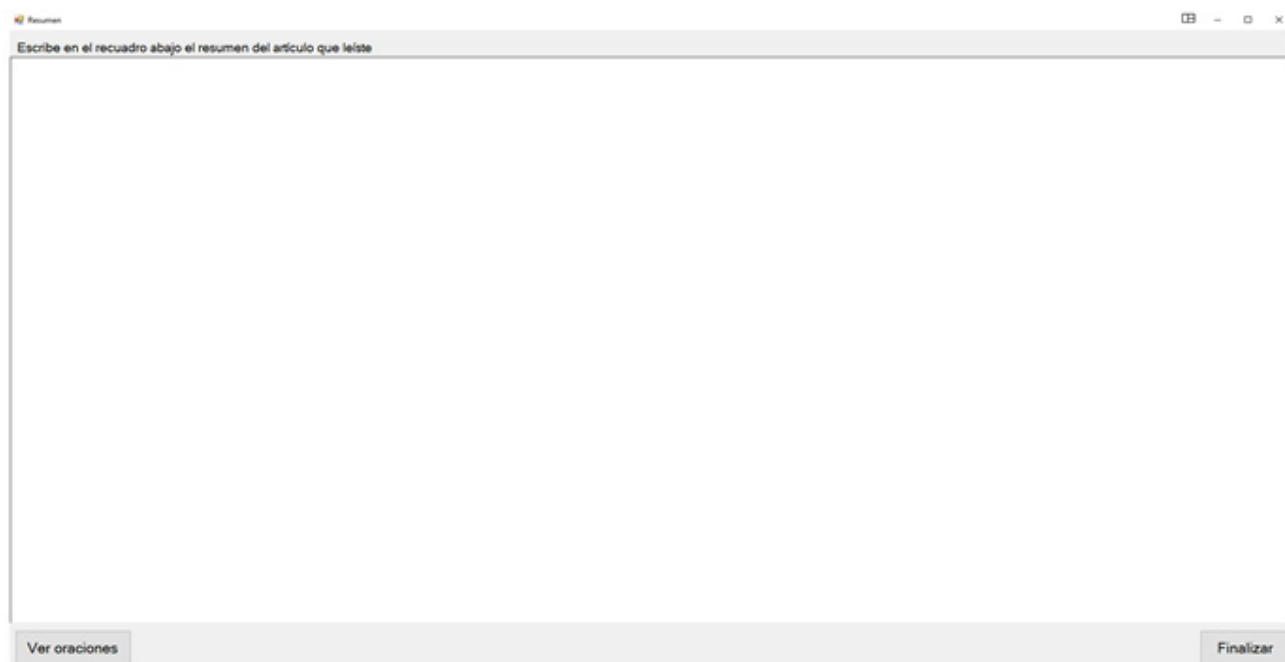 Resumen
Escribe en el recuadro abajo el resumen del artículo que leíste
Ver oraciones
Finalizar